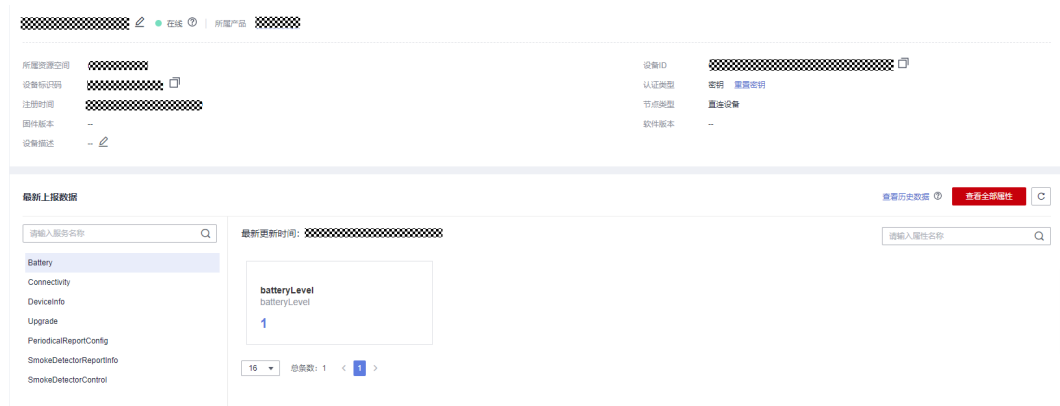 在线 所属产品
所属资源空间
设备ID
设备标识码
认证类型 密钥 重置密钥
注册时间
节点类型 直连设备
固件版本 --
软件版本 --
设备描述 --
最新上报数据
查看历史数据 查看全部属性
请输入服务名称
最新更新时间：
请输入属性名称
Battery
Connectivity
DeviceInfo
Upgrade
PeriodicalReportConfig
SmokeDetectorReportInfo
SmokeDetectorControl
batteryLevel
batteryLevel
1
16 总条数：1 < 1 >